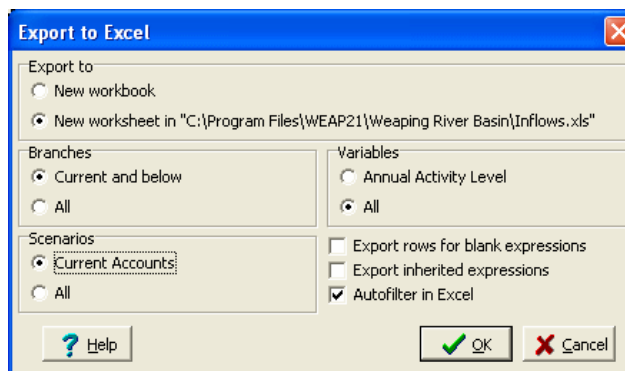 Export to Excel
Export to
New workbook
New worksheet in "C:\Program Files\WEAP21\Weaping River Basin\Inflows.xls"
Branches
Current and below
All
Variables
Annual Activity Level
All
Scenarios
Current Accounts
All
Export rows for blank expressions
Export inherited expressions
Autofilter in Excel
? Help
OK
Cancel